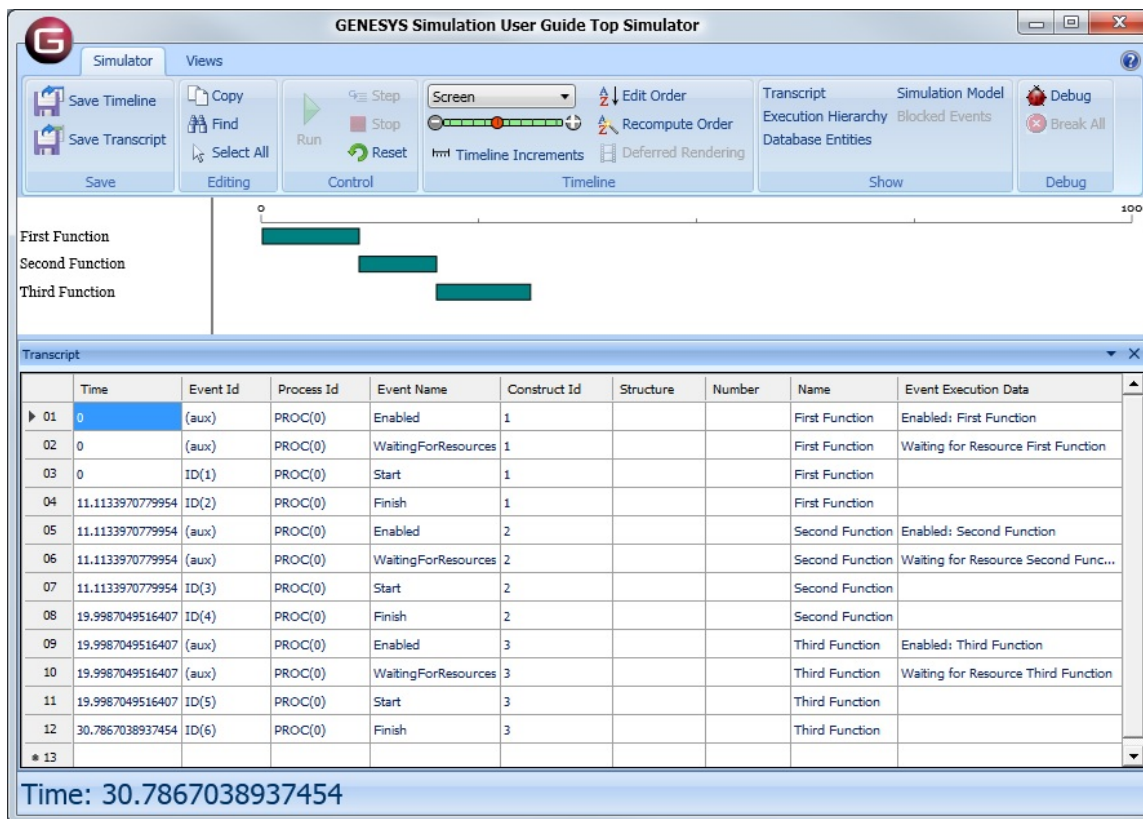 GENESYS Simulation User Guide Top Simulator
G
Simulator Views
Save Timeline
Save Transcript
Save
Copy
Find
Select All
Editing
Run
Step
Stop
Reset
Control
Screen
Timeline Increments
Edit Order
Recompute Order
Deferred Rendering
Timeline
Transcript Simulation Model
Execution Hierarchy Blocked Events
Database Entities
Show
Debug
Break All
Debug
0 100
First Function
Second Function
Third Function
Transcript
Time Event Id Process Id Event Name Construct Id Structure Number Name Event Execution Data
01 0 (aux) PROC(0) Enabled 1 First Function Enabled: First Function
02 0 (aux) PROC(0) WaitingForResources 1 First Function Waiting for Resource First Function
03 0 ID(1) PROC(0) Start 1 First Function
04 11.1133970779954 ID(2) PROC(0) Finish 1 First Function
05 11.1133970779954 (aux) PROC(0) Enabled 2 Second Function Enabled: Second Function
06 11.1133970779954 (aux) PROC(0) WaitingForResources 2 Second Function Waiting for Resource Second Func...
07 11.1133970779954 ID(3) PROC(0) Start 2 Second Function
08 19.9987049516407 ID(4) PROC(0) Finish 2 Second Function
09 19.9987049516407 (aux) PROC(0) Enabled 3 Third Function Enabled: Third Function
10 19.9987049516407 (aux) PROC(0) WaitingForResources 3 Third Function Waiting for Resource Third Function
11 19.9987049516407 ID(5) PROC(0) Start 3 Third Function
12 30.7867038937454 ID(6) PROC(0) Finish 3 Third Function
* 13
Time: 30.7867038937454